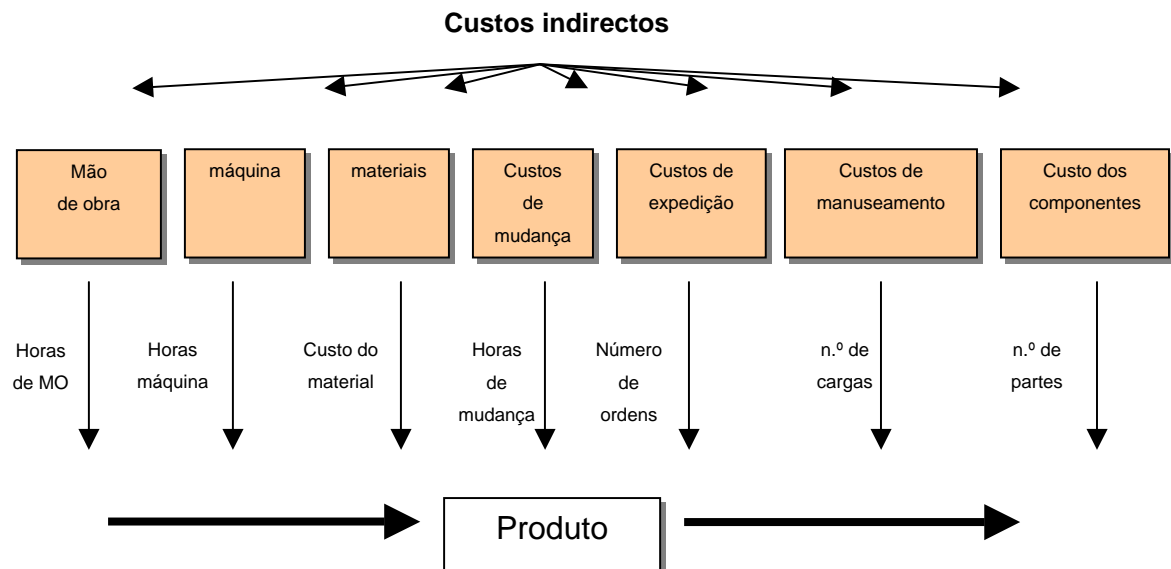 Custos indirectos
Mão
de obra
máquina
materiais
Custos
de
mudança
Custos de
expedição
Custos de
manuseamento
Custo dos
componentes
Horas
de MO
Horas
máquina
Custo do
material
Horas
de
mudança
Número
de
ordens
n.º de
cargas
n.º de
partes
Produto